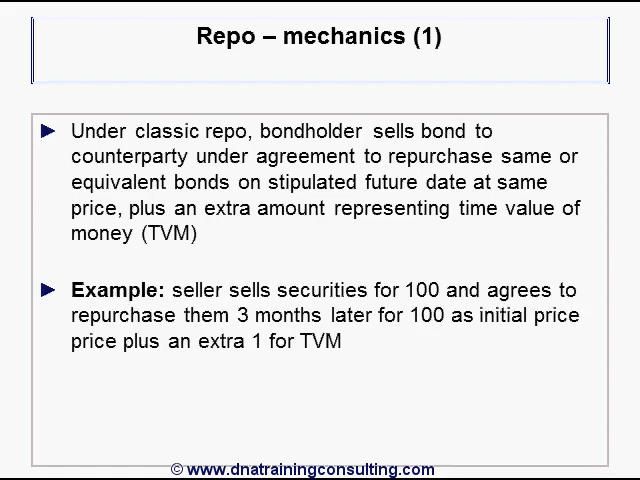 Repo – mechanics (1)
Under classic repo, bondholder sells bond to
counterparty under agreement to repurchase same or
equivalent bonds on stipulated future date at same
price, plus an extra amount representing time value of
money (TVM)
Example: seller sells securities for 100 and agrees to
repurchase them 3 months later for 100 as initial price
price plus an extra 1 for TVM
© www.dnatrainingconsulting.com